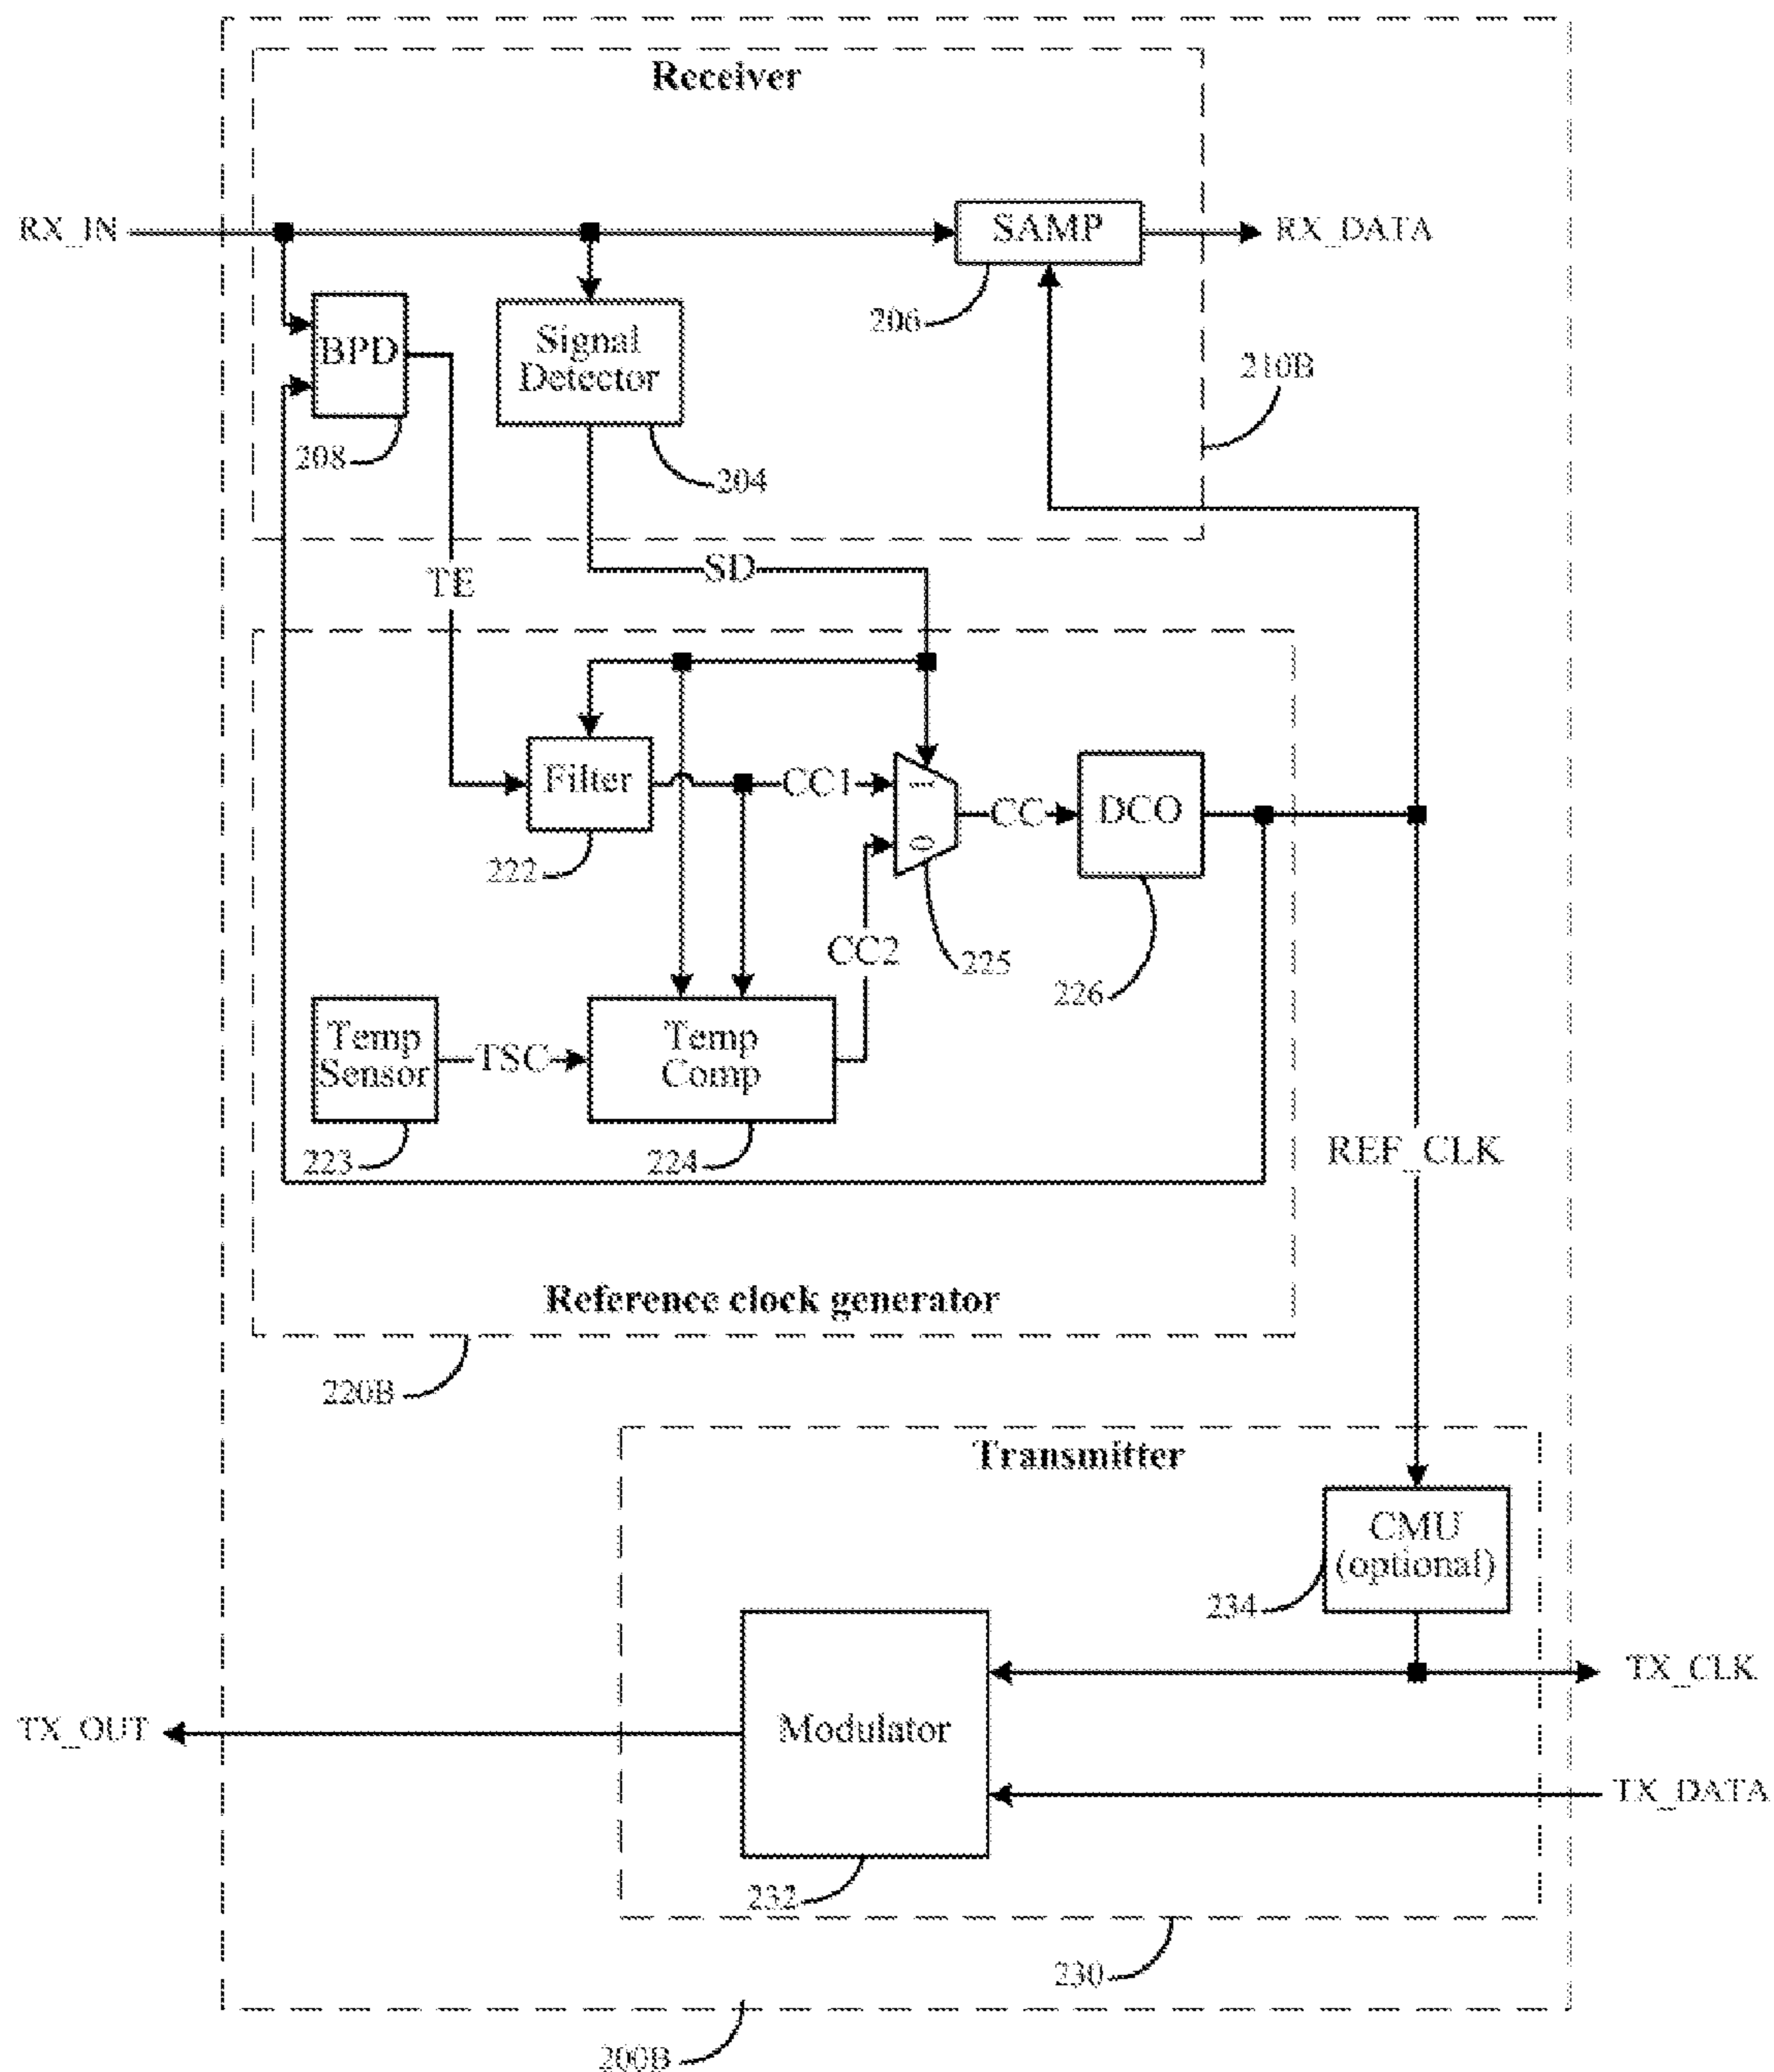 Receiver
RX_IN
SAMP
RX_DATA
206
BPD
Signal
Detector
210B
208
204
SD
TE
Filter
CC1
1
0
CC
DCO
222
CC2
225
226
Temp
Sensor
TSC
Temp
Comp
223
224
REF_CLK
Reference clock generator
220B
Transmitter
CMU
(optional)
234
TX_CLK
TX_OUT
Modulator
TX_DATA
232
230
200B